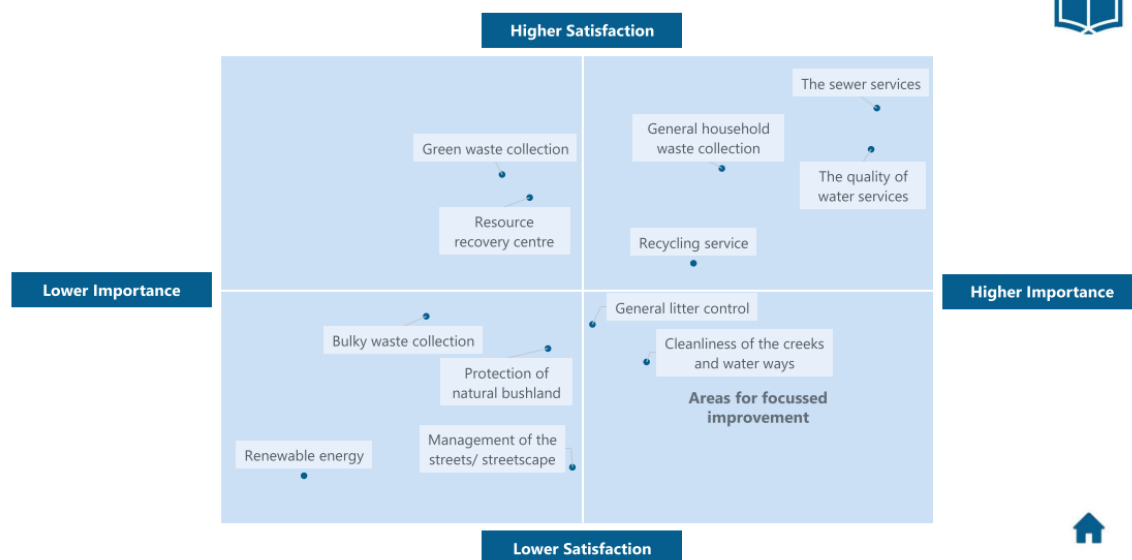 Higher Satisfaction
The sewer services
General household
waste collection
Green waste collection
The quality of
water services
Resource
recovery centre
Recycling service
Lower Importance
Higher Importance
General litter control
Bulky waste collection
Cleanliness of the creeks
and water ways
Protection of
natural bushland
Areas for focussed
improvement
Management of the
streets/ streetscape
Renewable energy
Lower Satisfaction